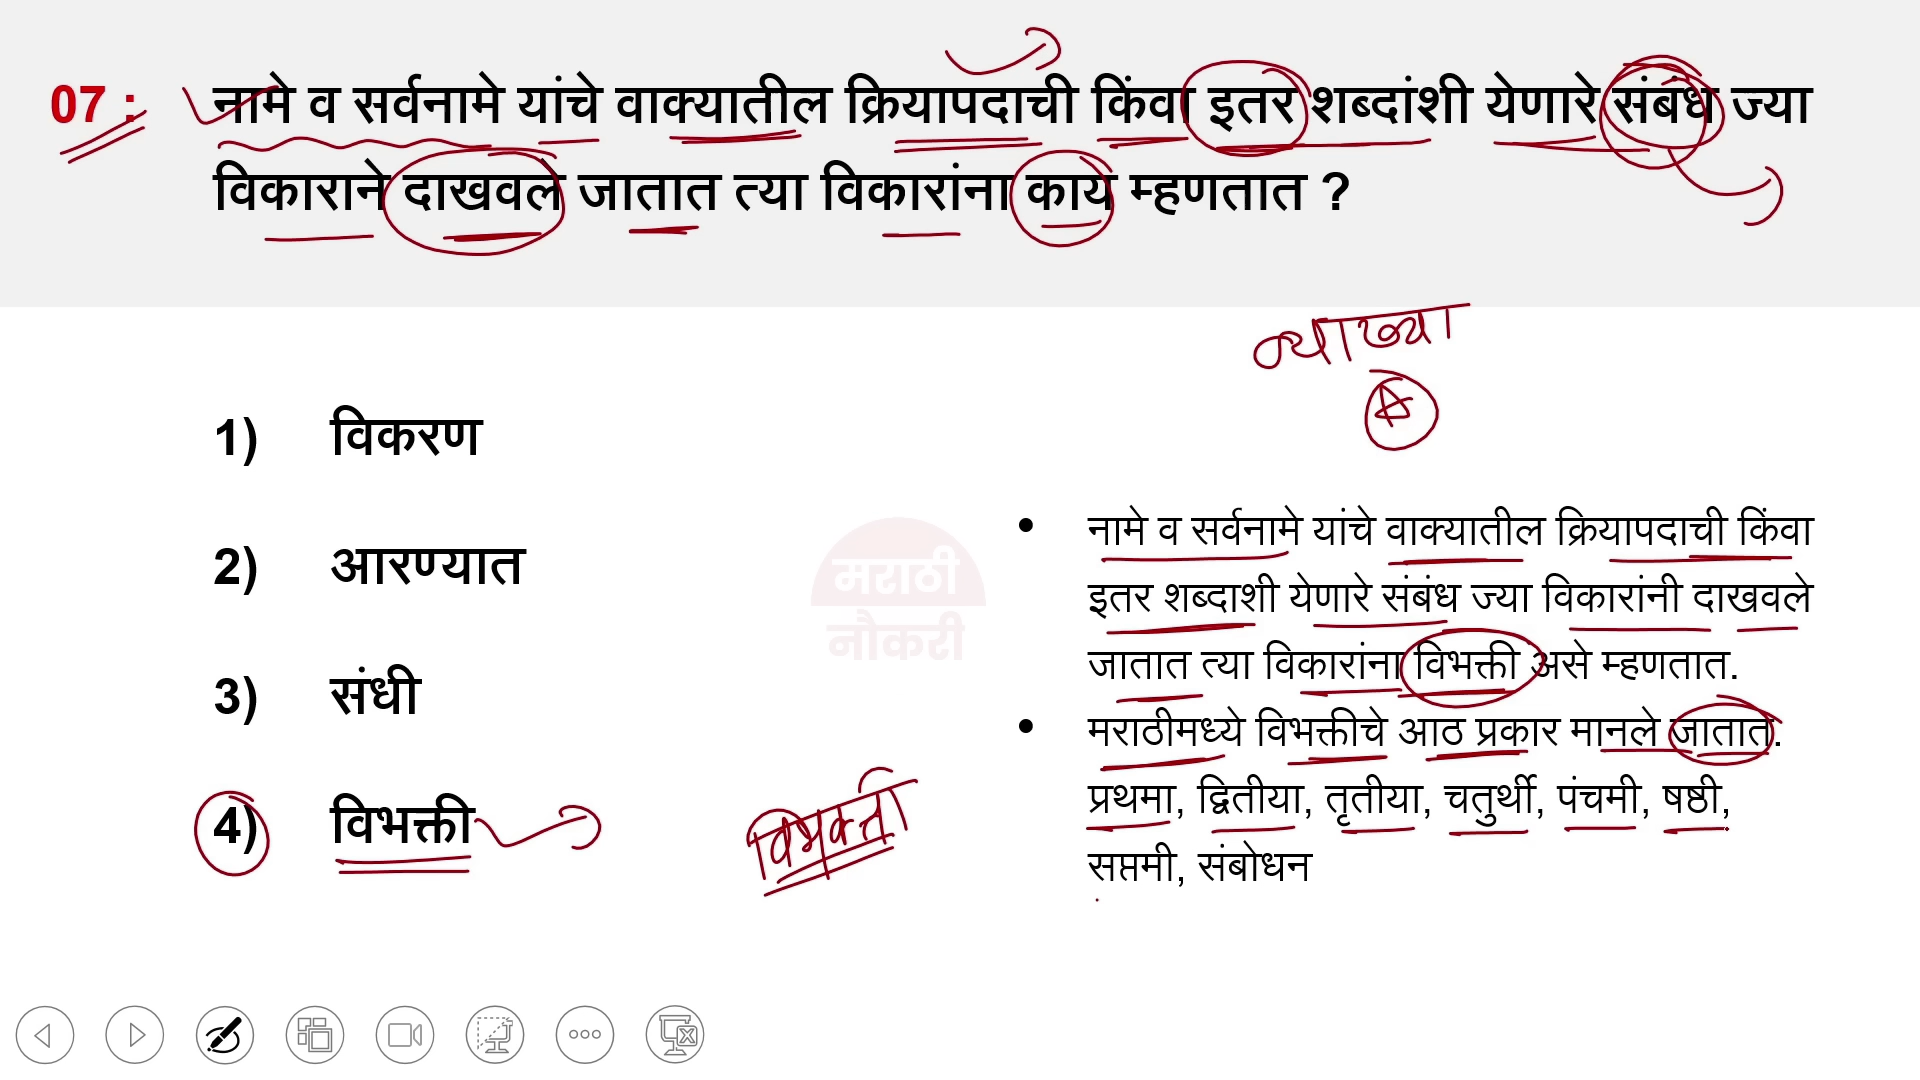 07 : नामे व सर्वनामे यांचे वाक्यातील क्रियापदाची किंवा इतर शब्दांशी येणारे संबंध ज्या
विकाराने दाखवले जातात त्या विकारांना काय म्हणतात ?
व्याख्या
1) विकरण
2) आरण्यात
3) संधी
4) विभक्ती
विभक्ती
मराठी
नौकरी
• नामे व सर्वनामे यांचे वाक्यातील क्रियापदाची किंवा
इतर शब्दाशी येणारे संबंध ज्या विकारांनी दाखवले
जातात त्या विकारांना विभक्ती असे म्हणतात.
• मराठीमध्ये विभक्तीचे आठ प्रकार मानले जातात.
प्रथमा, द्वितीया, तृतीया, चतुर्थी, पंचमी, षष्ठी,
सप्तमी, संबोधन